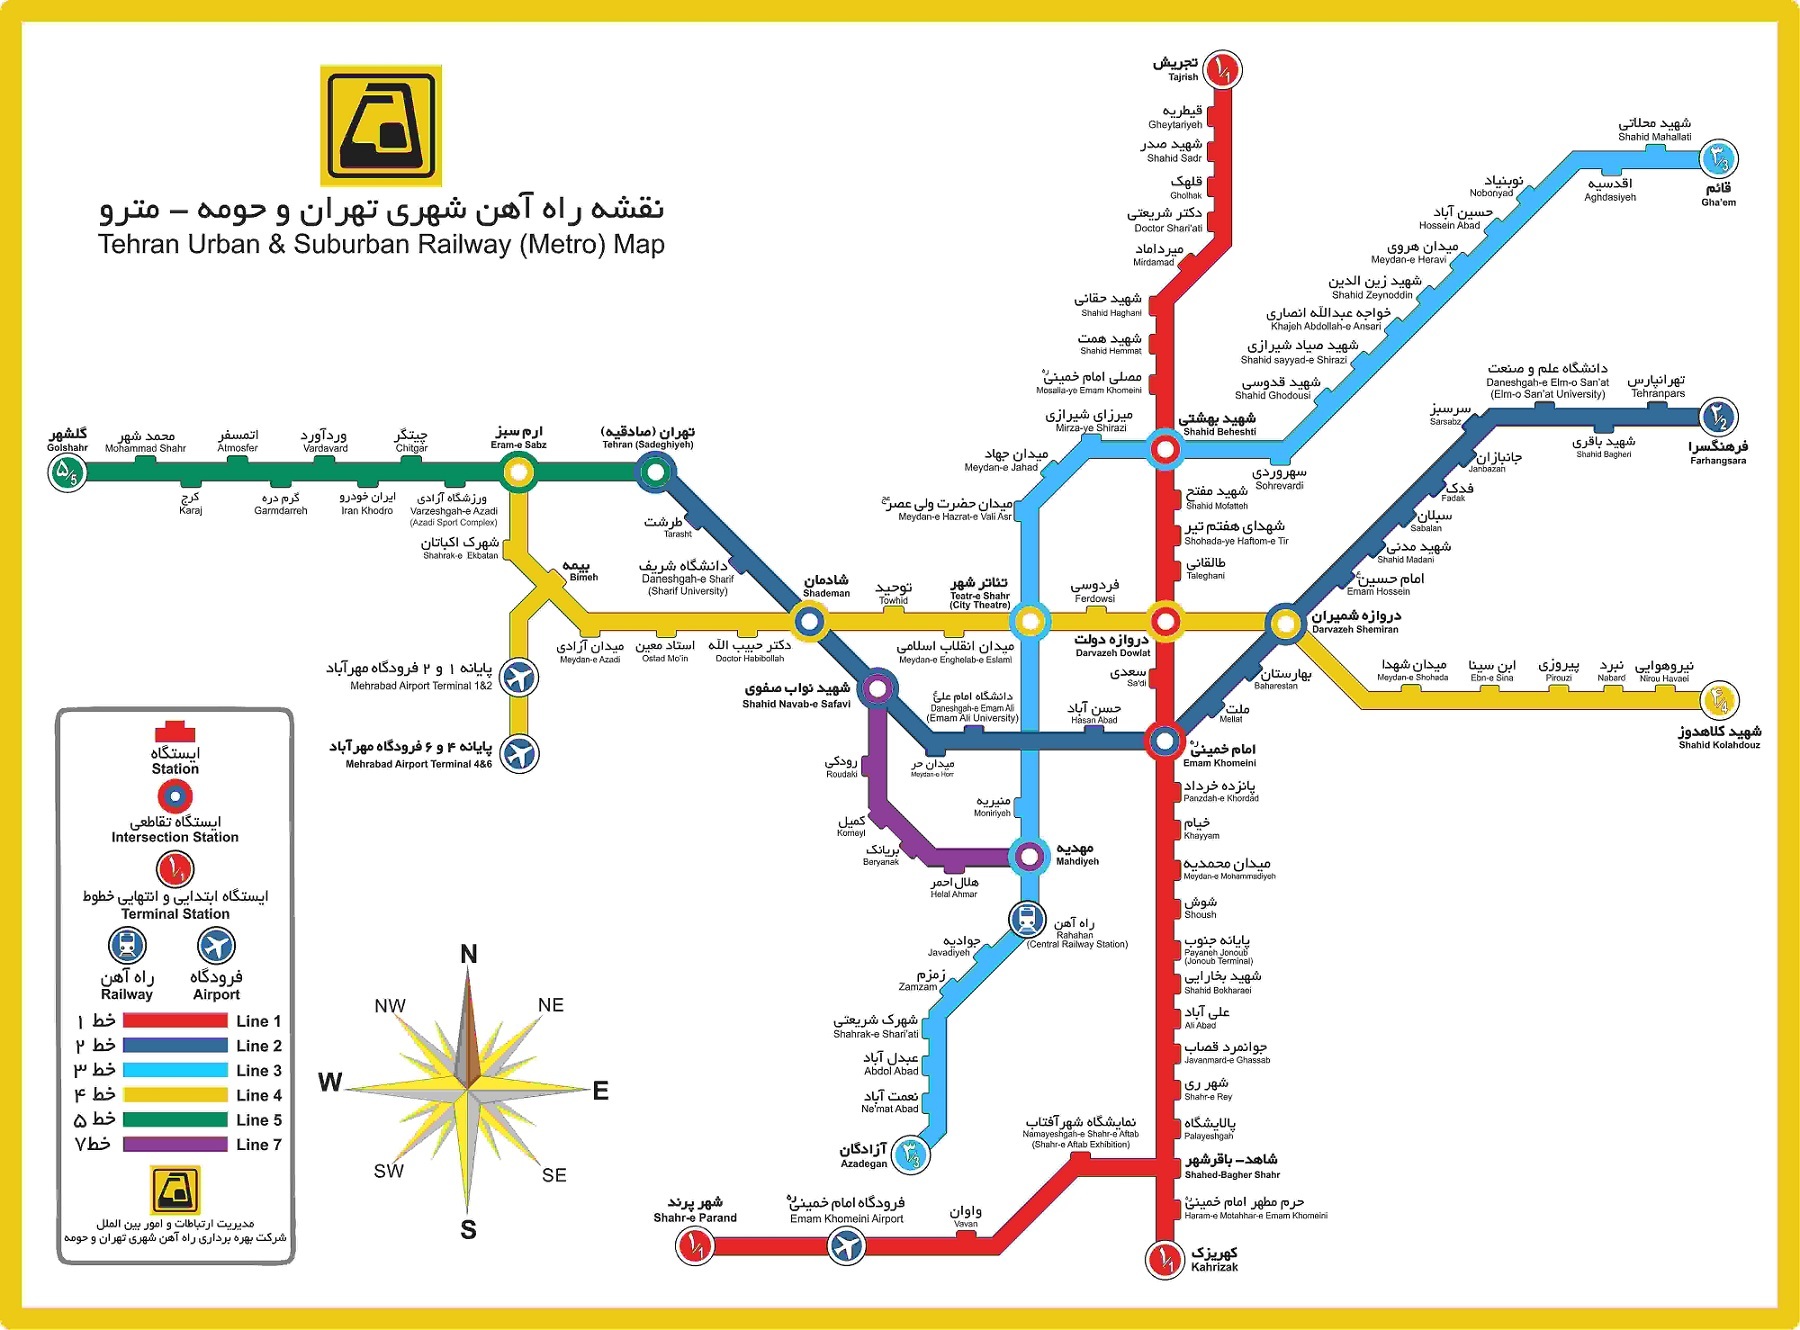 نقشه راه آهن شهری تهران و حومه - مترو
Tehran Urban & Suburban Railway (Metro) Map
تجریش
Tajrish
قیطریه
Gheytariyeh
شهید صدر
Shahid Sadr
قلهک
Gholhak
دکتر شریعتی
Doctor Shari'ati
میرداماد
Mirdamad
شهید حقانی
Shahid Haghani
شهید همت
Shahid Hemmat
مصلی امام خمینی ره
Mosalla-ye Emam Khomeini
شهید بهشتی
Shahid Beheshti
شهید مفتح
Shahid Mofatteh
شهدای هفتم تیر
Shohada-ye Haftom-e Tir
طالقانی
Taleghani
دروازه دولت
Darvazeh Dowlat
سعدی
Sa'di
امام خمینی ره
Emam Khomeini
پانزده خرداد
Panzdah-e Khordad
خیام
Khayyam
میدان محمدیه
Meydan-e Mohammadiyeh
شوش
Shoush
پایانه جنوب
Payaneh Jonoub
(Jonoub Terminal)
شهید بخارایی
Shahid Bokharaei
علی آباد
Ali Abad
جوانمرد قصاب
Javanmard-e Ghassab
شهر ری
Shahr-e Rey
پالایشگاه
Palayeshgah
شاهد- باقرشهر
Shahed-Bagher Shahr
حرم مطهر امام خمینی ره
Haram-e Motahhar-e Emam Khomeini
کهریزک
Kahrizak
نمایشگاه شهرآفتاب
Namayeshgah-e Shahr-e Aftab
(Shahr-e Aftab Exhibition)
واوان
Vavan
فرودگاه امام خمینی ره
Emam Khomeini Airport
شهر پرند
Shahr-e Parand
شهید محلاتی
Shahid Mahallati
قائم
Gha'em
اقدسیه
Aghdasiyeh
نوبنیاد
Nobonyad
حسین آباد
Hossein Abad
میدان هروی
Meydan-e Heravi
شهید زین الدین
Shahid Zeynoddin
خواجه عبدالله انصاری
Khajeh Abdollah-e Ansari
شهید صیاد شیرازی
Shahid sayyad-e Shirazi
شهید قدوسی
Shahid Ghodousi
سهروردی
Sohrevardi
میرزای شیرازی
Mirza-ye Shirazi
میدان جهاد
Meydan-e Jahad
میدان حضرت ولی عصر عج
Meydan-e Hazrat-e Vali Asr
تئاتر شهر
Teatr-e Shahr
(City Theatre)
منیریه
Moniriyeh
مهدیه
Mahdiyeh
راه آهن
Rahahan
(Central Railway Station)
جوادیه
Javadiyeh
زمزم
Zamzam
شهرک شریعتی
Shahrak-e Shari'ati
عبدل آباد
Abdol Abad
نعمت آباد
Ne'mat Abad
آزادگان
Azadegan
دانشگاه علم و صنعت
Daneshgah-e Elm-o San'at
(Elm-o San'at University)
تهرانپارس
Tehranpars
فرهنگسرا
Farhangsara
شهید باقری
Shahid Bagheri
سرسبز
Sarsabz
جانبازان
Janbazan
فدک
Fadak
سبلان
Sabalan
شهید مدنی
Shahid Madani
امام حسین ع
Emam Hossein
دروازه شمیران
Darvazeh Shemiran
بهارستان
Baharestan
ملت
Mellat
حسن آباد
Hasan Abad
دانشگاه امام علی ع
Daneshgah-e Emam Ali
(Emam Ali University)
میدان حر
Meydan-e Horr
شهید نواب صفوی
Shahid Navab-e Safavi
شادمان
Shademan
دانشگاه شریف
Daneshgah-e Sharif
(Sharif University)
طرشت
Tarasht
تهران (صادقیه)
Tehran (Sadeghiyeh)
ارم سبز
Eram-e Sabz
چیتگر
Chitgar
وردآورد
Vardavard
اتمسفر
Atmosfer
محمد شهر
Mohammad Shahr
گلشهر
Golshahr
کرج
Karaj
گرم دره
Garmdarreh
ایران خودرو
Iran Khodro
ورزشگاه آزادی
Varzeshgah-e Azadi
(Azadi Sport Complex)
شهرک اکباتان
Shahrak-e Ekbatan
بیمه
Bimeh
پایانه ۱ و ۲ فرودگاه مهرآباد
Mehrabad Airport Terminal 1&2
پایانه ۴ و ۶ فرودگاه مهرآباد
Mehrabad Airport Terminal 4&6
میدان آزادی
Meydan-e Azadi
استاد معین
Ostad Mo'in
دکتر حبیب الله
Doctor Habibollah
توحید
Towhid
میدان انقلاب اسلامی
Meydan-e Enghelab-e Eslami
فردوسی
Ferdowsi
میدان شهدا
Meydan-e Shohada
ابن سینا
Ebn-e Sina
پیروزی
Pirouzi
نبرد
Nabard
نیروهوایی
Nirou Havaei
شهید کلاهدوز
Shahid Kolahdouz
رودکی
Roudaki
کمیل
Komeyl
بریانک
Beryanak
هلال احمر
Helal Ahmar
ایستگاه
Station
ایستگاه تقاطعی
Intersection Station
ایستگاه ابتدایی و انتهایی خطوط
Terminal Station
راه آهن
Railway
فرودگاه
Airport
خط ۱ Line 1
خط ۲ Line 2
خط ۳ Line 3
خط ۴ Line 4
خط ۵ Line 5
خط۷ Line 7
مدیریت ارتباطات و امور بین الملل
شرکت بهره برداری راه آهن شهری تهران و حومه
N
NE
E
SE
S
SW
W
NW